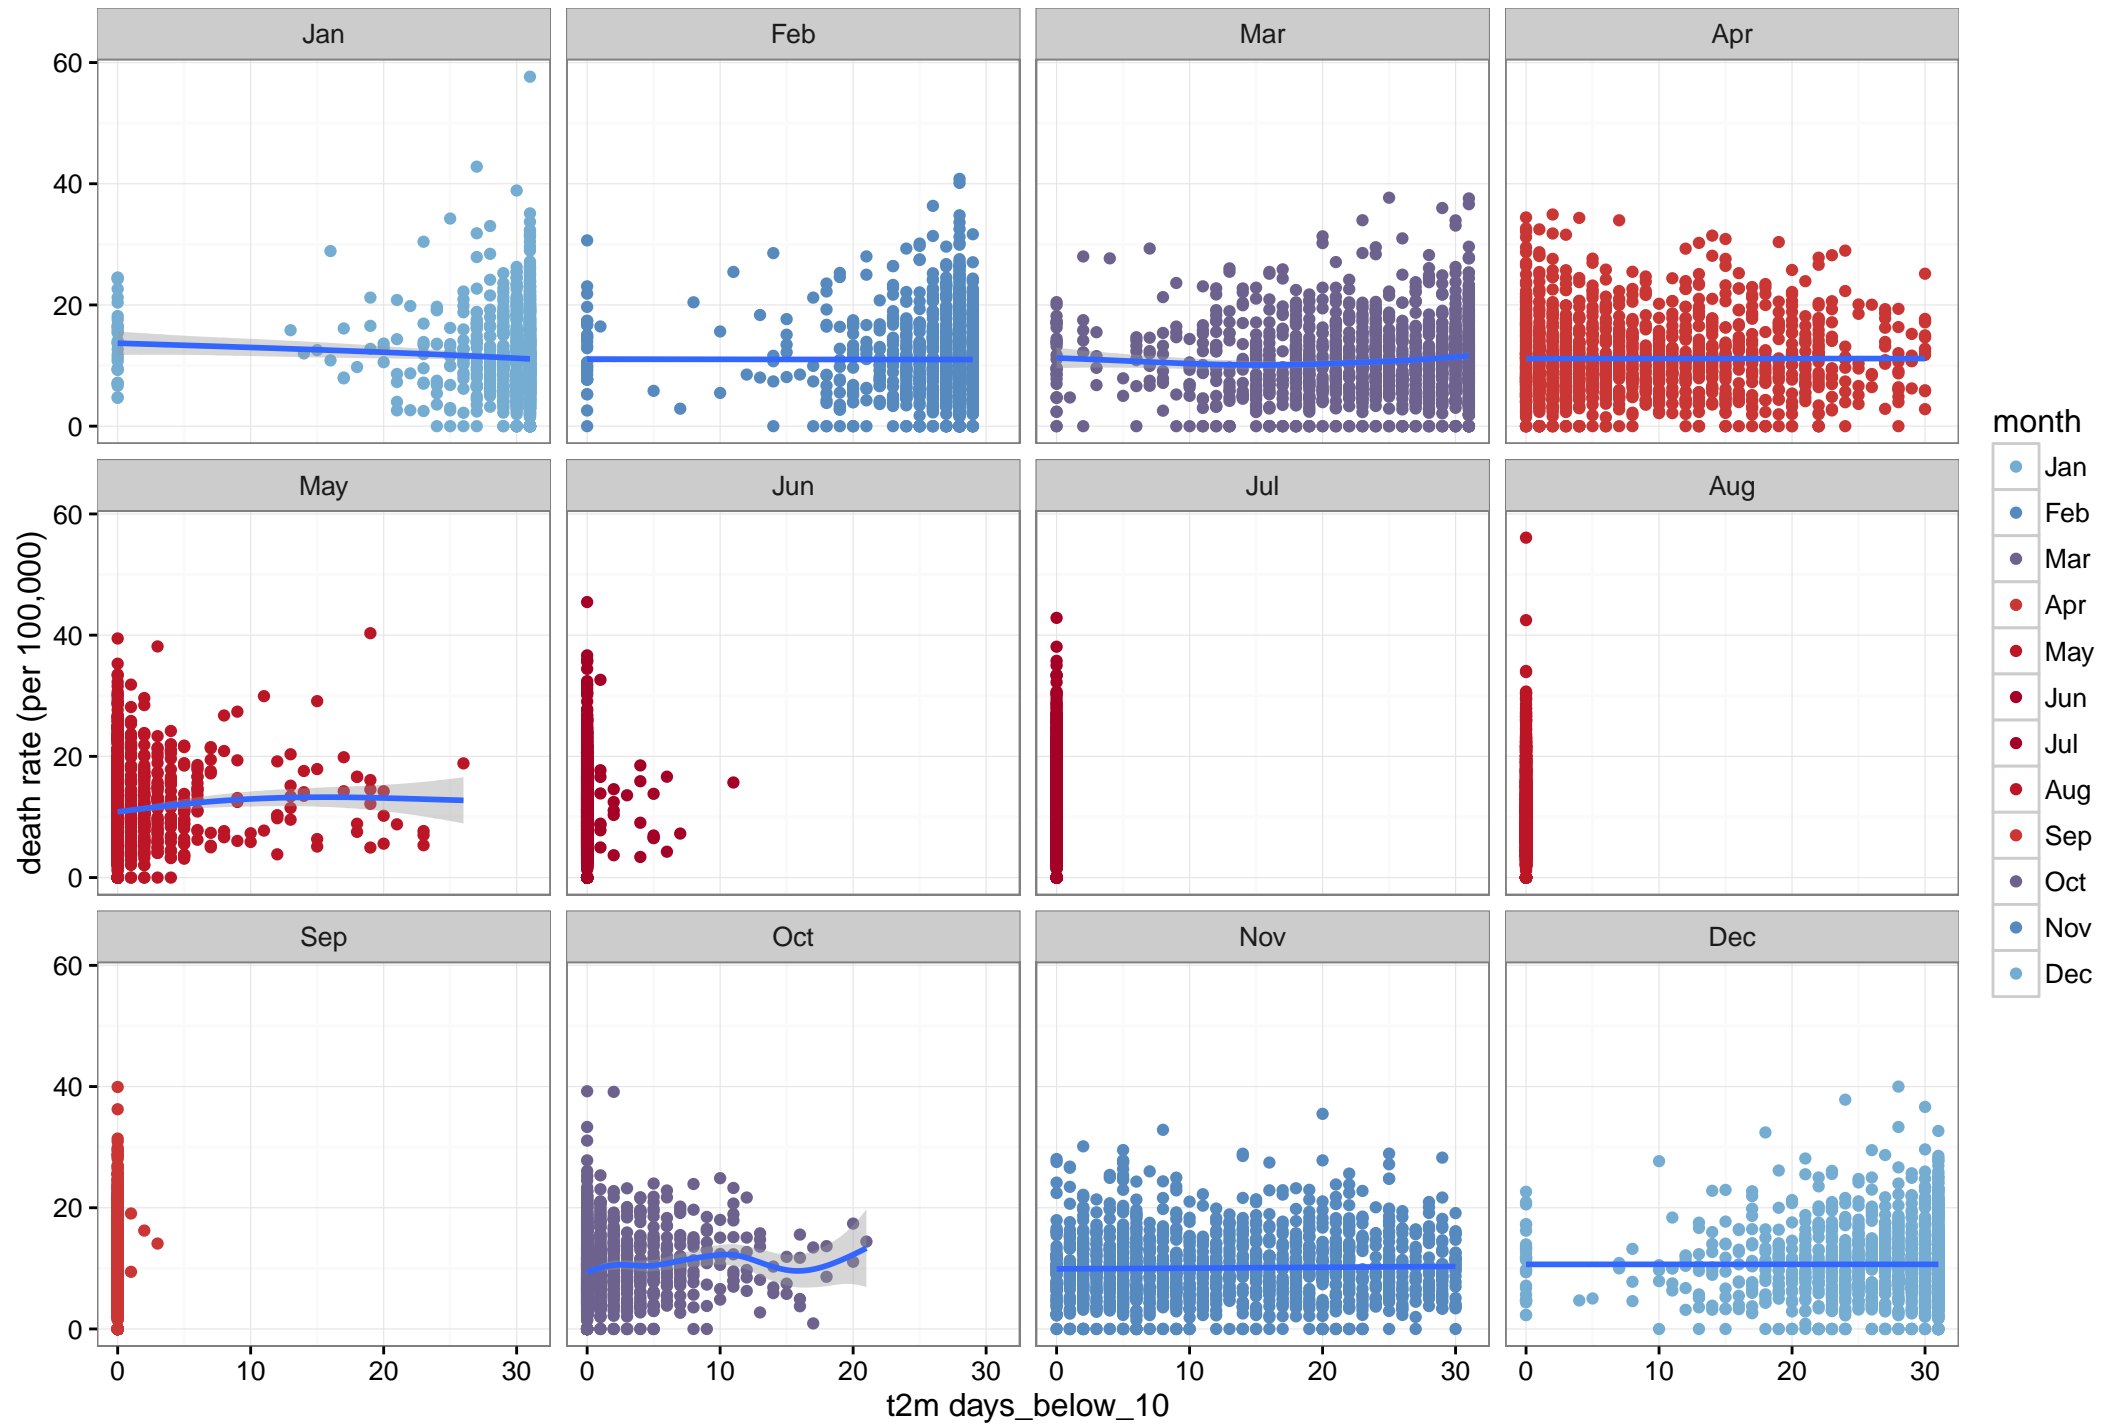 Jan Feb Mar Apr
60
40
20
0
May Jun Jul Aug
60
40
20
0
Sep Oct Nov Dec
60
40
20
0
0 10 20 30 0 10 20 30 0 10 20 30 0 10 20 30
t2m days_below_10
death rate (per 100,000)
month
Jan
Feb
Mar
Apr
May
Jun
Jul
Aug
Sep
Oct
Nov
Dec